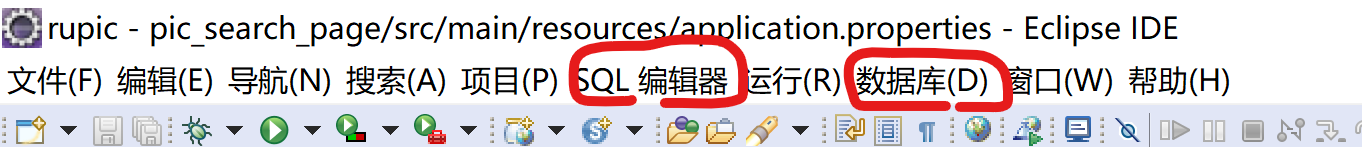 rupic - pic_search_page/src/main/resources/application.properties - Eclipse IDE
文件(F) 编辑(E) 导航(N) 搜索(A) 项目(P) SQL 编辑器 运行(R) 数据库(D) 窗口(W) 帮助(H)